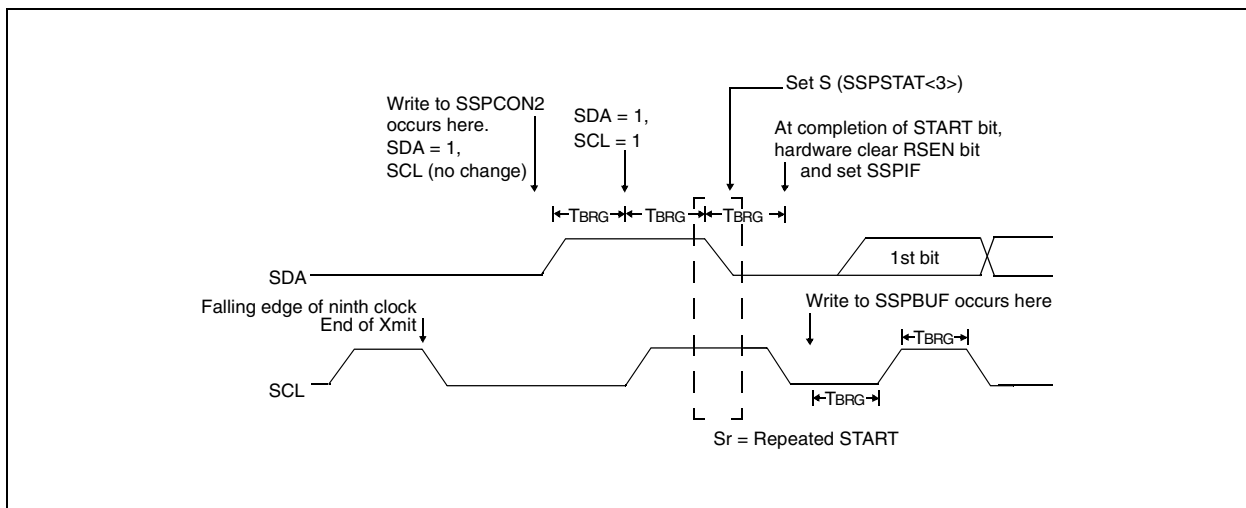 Set S (SSPSTAT<3>)
Write to SSPCON2
occurs here.
SDA = 1,
SCL (no change)
SDA = 1,
SCL = 1
At completion of START bit,
hardware clear RSEN bit
and set SSPIF
TBRG
TBRG
TBRG
SDA
1st bit
Falling edge of ninth clock
End of Xmit
Write to SSPBUF occurs here
TBRG
SCL
TBRG
Sr = Repeated START